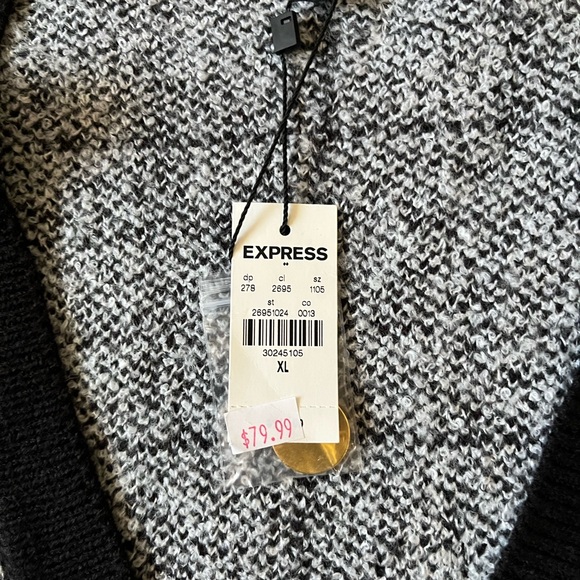 EXPRESS
dp cl sz
278 2695 1105
st co
26951024 0013
30245105
XL
$79.99